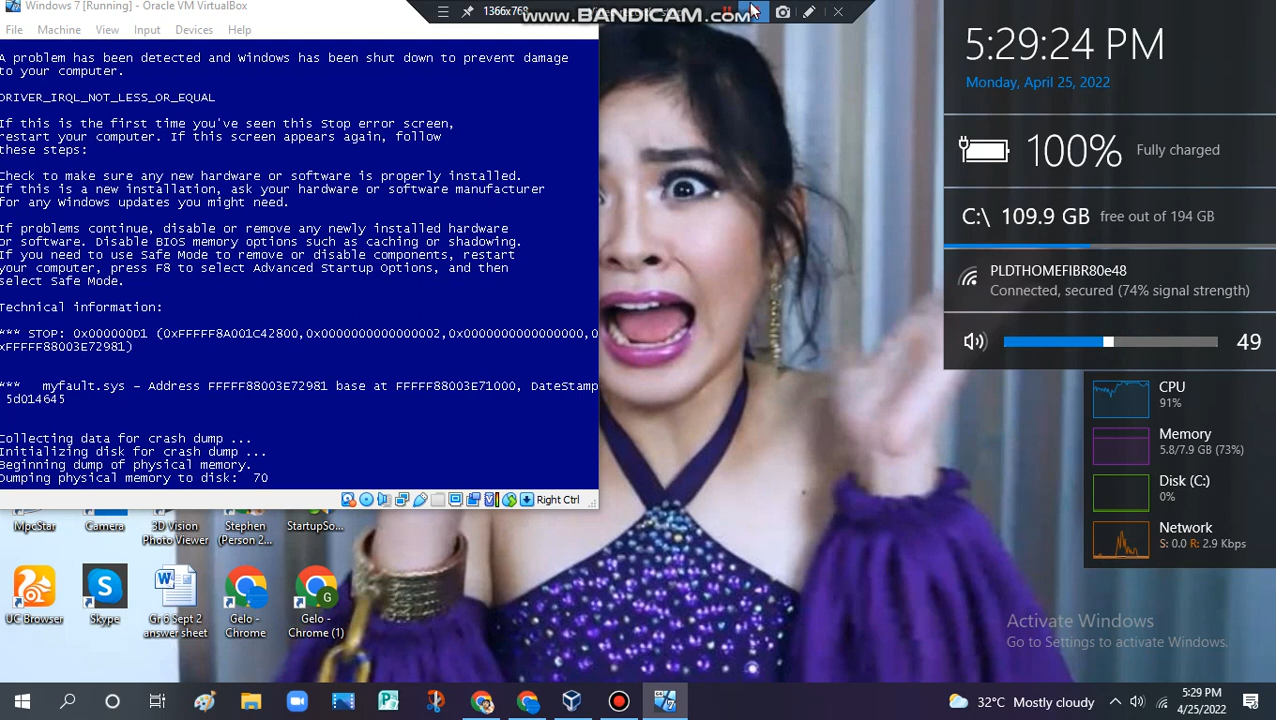 Windows 7 [Running] - Oracle VM VirtualBox
File Machine View Input Devices Help
1366x768
www.BANDICAM.com
A problem has been detected and Windows has been shut down to prevent damage
to your computer.
DRIVER_IRQL_NOT_LESS_OR_EQUAL
If this is the first time you've seen this Stop error screen,
restart your computer. If this screen appears again, follow
these steps:
Check to make sure any new hardware or software is properly installed.
If this is a new installation, ask your hardware or software manufacturer
for any Windows updates you might need.
If problems continue, disable or remove any newly installed hardware
or software. Disable BIOS memory options such as caching or shadowing.
If you need to use Safe Mode to remove or disable components, restart
your computer, press F8 to select Advanced Startup Options, and then
select Safe Mode.
Technical information:
*** STOP: 0x000000D1 (0xFFFFF8A001C42800,0x0000000000000002,0x0000000000000000,0
xFFFFF88003E72981)
*** myfault.sys - Address FFFFF88003E72981 base at FFFFF88003E71000, DateStamp
5d014645
Collecting data for crash dump ...
Initializing disk for crash dump ...
Beginning dump of physical memory.
Dumping physical memory to disk: 70
Right Ctrl
5:29:24 PM
Monday, April 25, 2022
100% Fully charged
C:\ 109.9 GB free out of 194 GB
PLDTHOMEFIBR80e48
Connected, secured (74% signal strength)
49
CPU
91%
Memory
5.8/7.9 GB (73%)
Disk (C:)
0%
Network
S: 0.0 R: 2.9 Kbps
MpcStar
Camera
3D Vision
Photo Viewer
Stephen
(Person 2...
StartupSo...
UC Browser
Skype
Gr 6 Sept 2
answer sheet
Gelo -
Chrome
Gelo -
Chrome (1)
Activate Windows
Go to Settings to activate Windows.
32°C Mostly cloudy
5:29 PM
4/25/2022